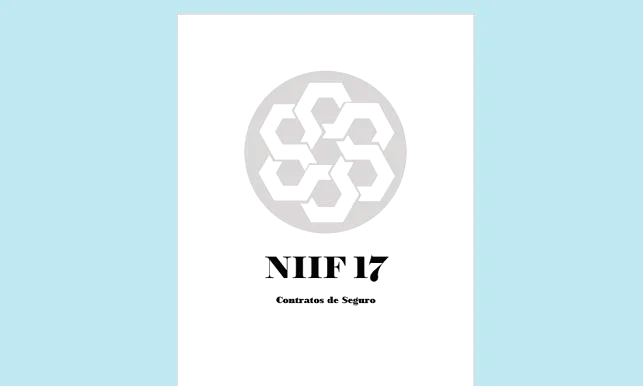 NIIF 17
Contratos de Seguro